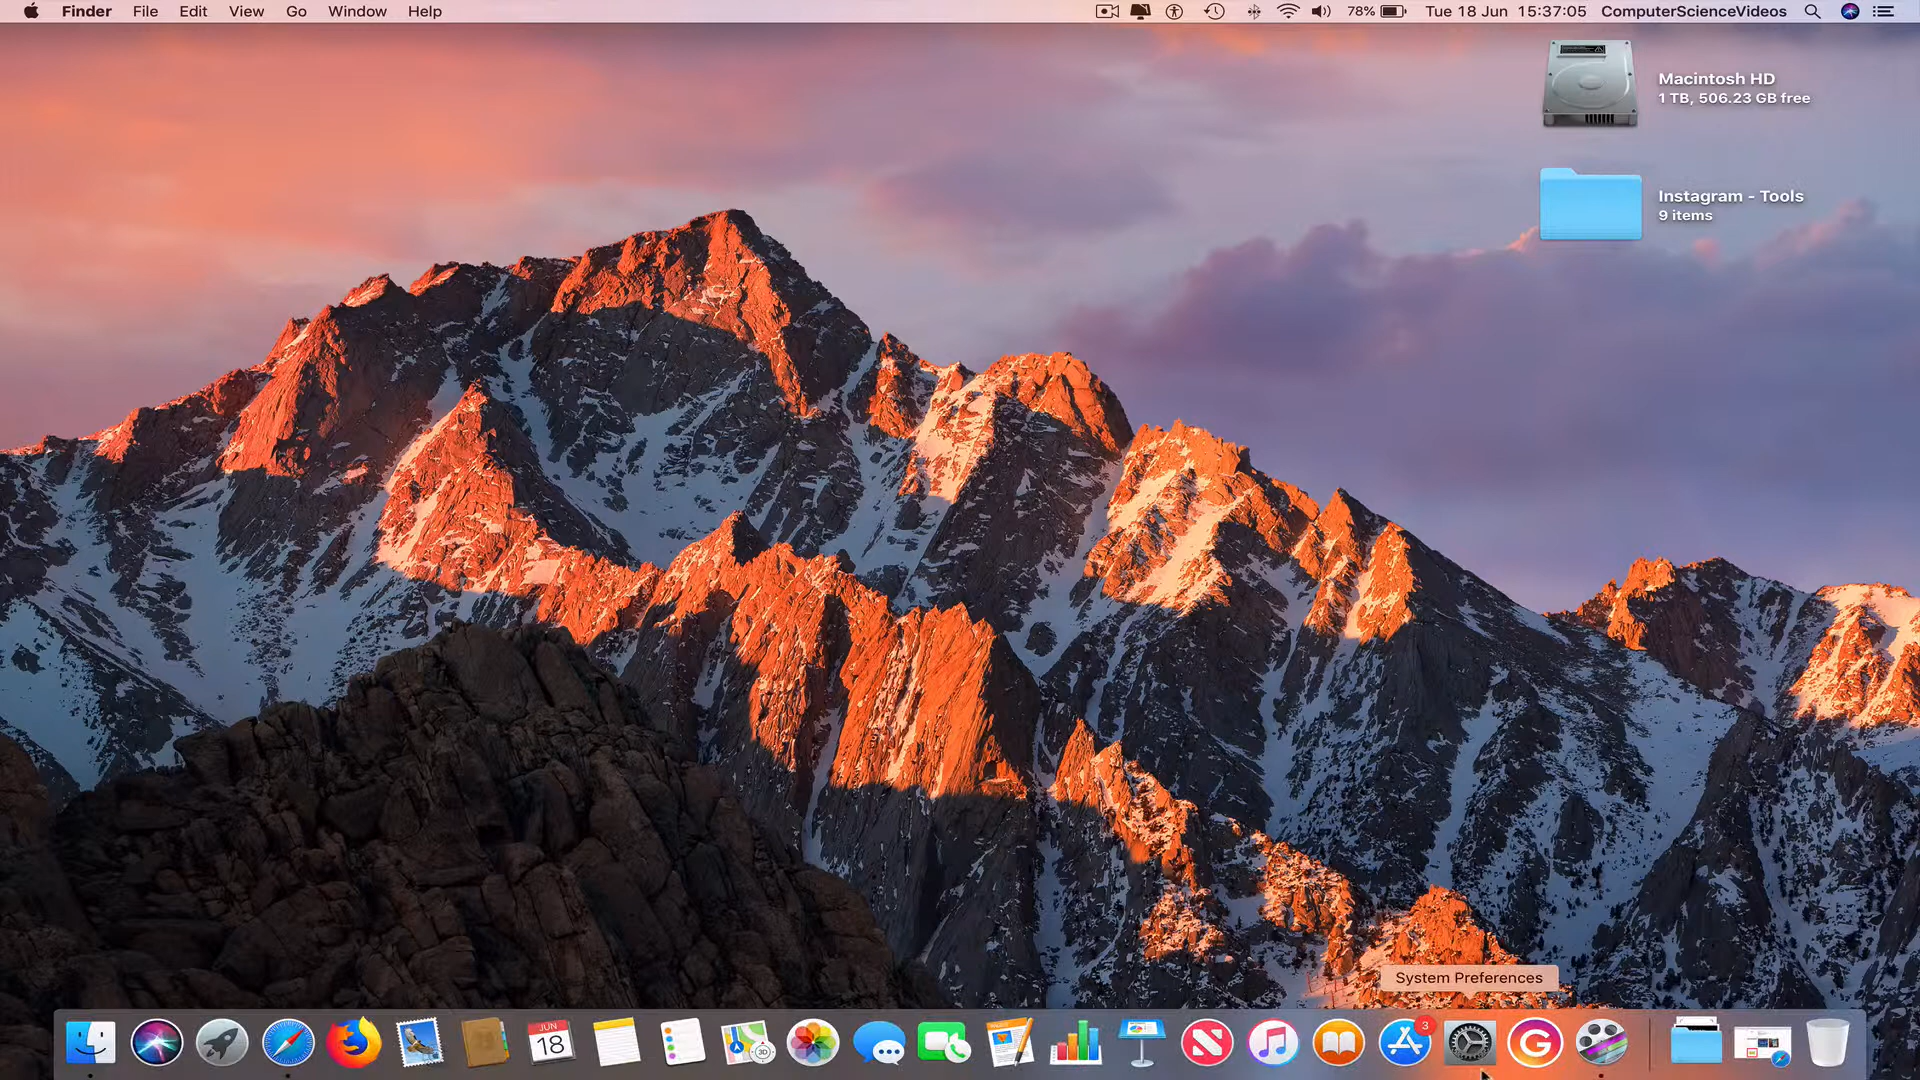 Finder File Edit View Go Window Help 78% Tue 18 Jun 15:37:05 ComputerScienceVideos
Macintosh HD
1 TB, 506.23 GB free
Instagram - Tools
9 items
System Preferences
JUN
18
3D
3